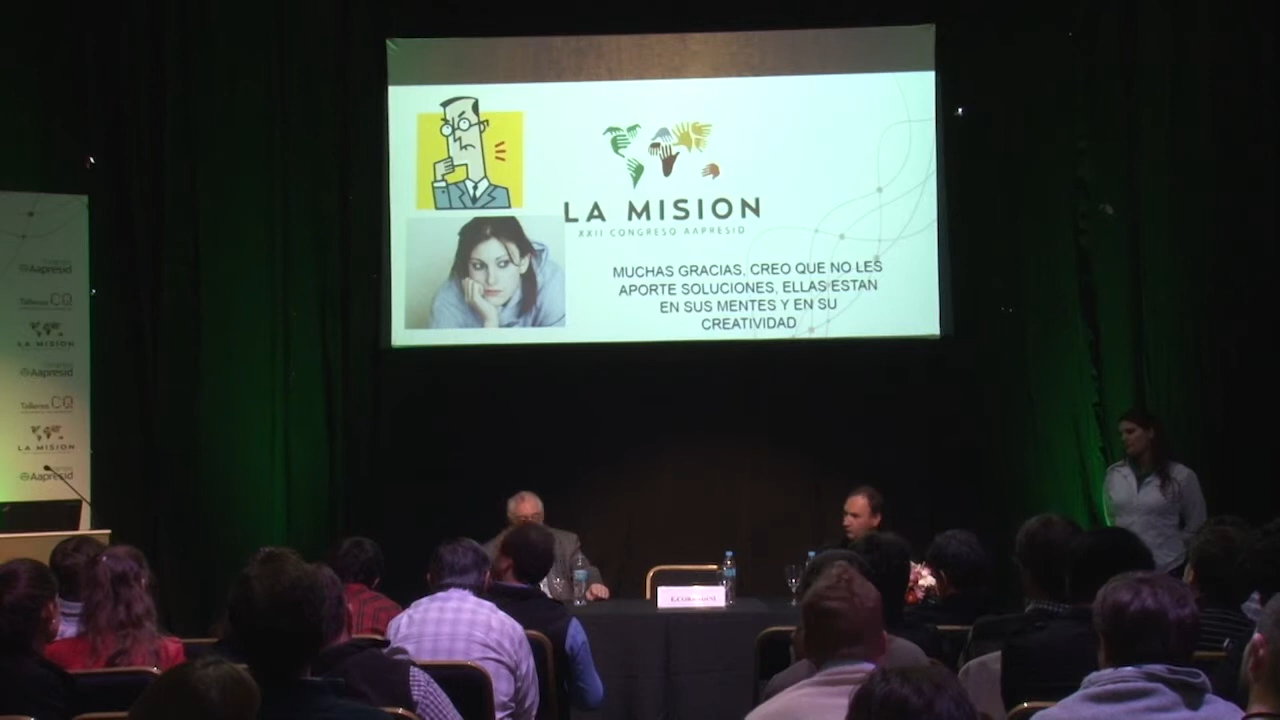 LA MISION
XXII CONGRESO AAPRESID
MUCHAS GRACIAS, CREO QUE NO LES
APORTE SOLUCIONES, ELLAS ESTAN
EN SUS MENTES Y EN SU
CREATIVIDAD
Aapresid
Talleres CQ
LA MISION
Aapresid
Talleres CQ
LA MISION
Aapresid